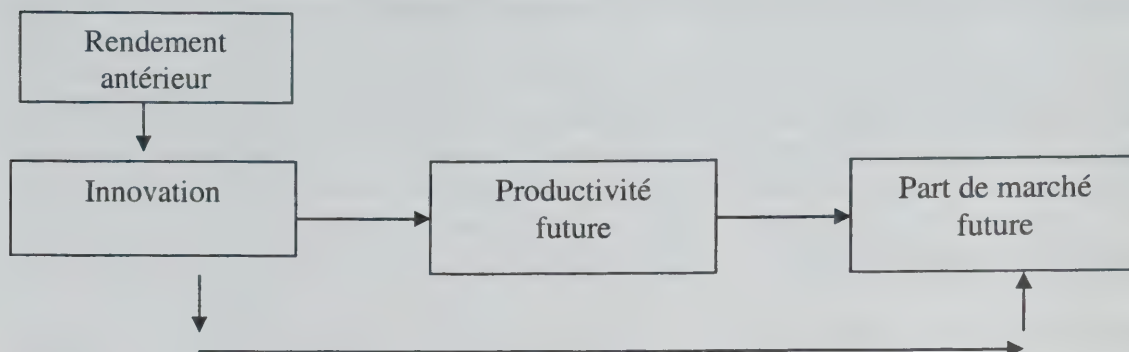 Rendement
antérieur
Innovation
Productivité
future
Part de marché
future